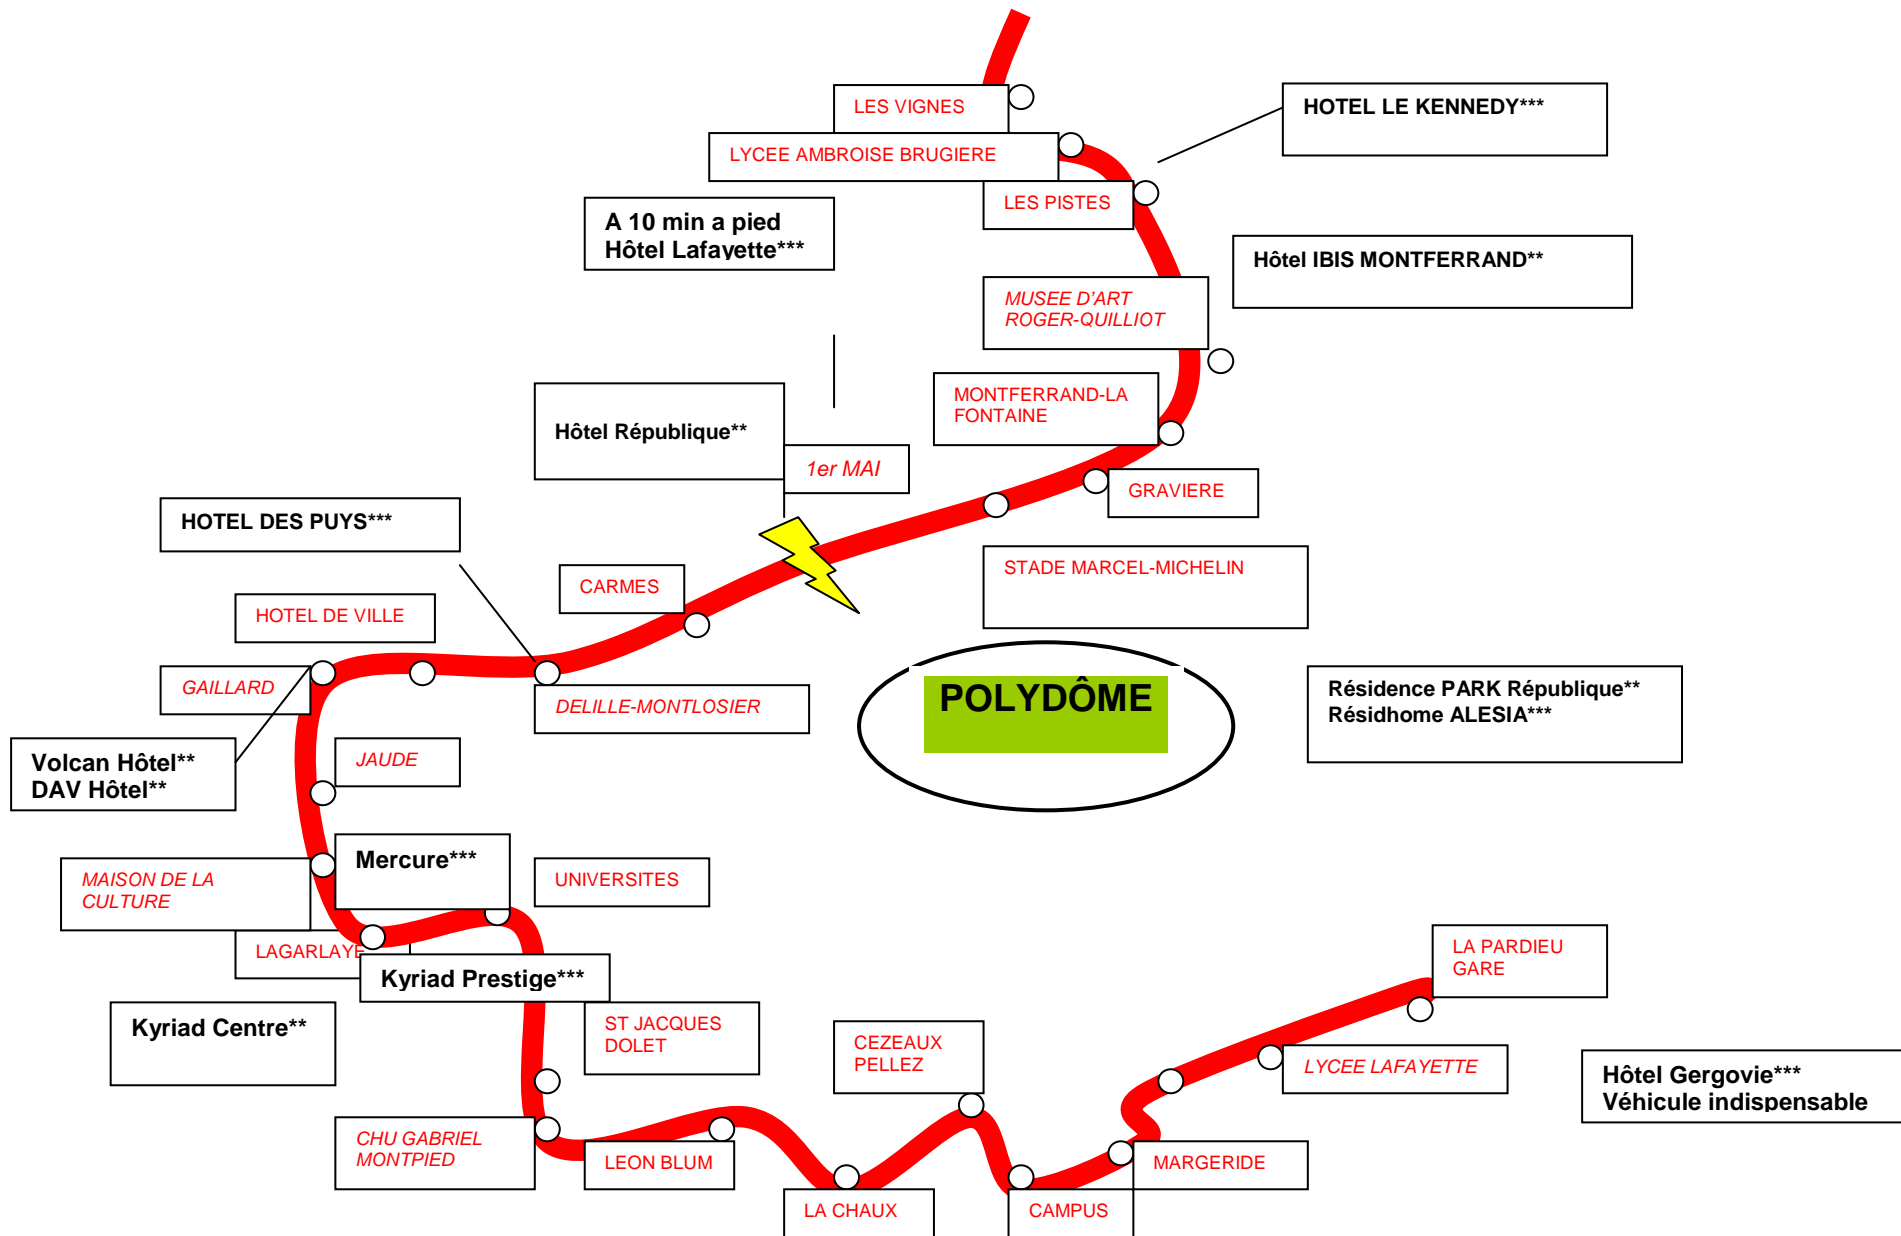 LES VIGNES
HOTEL LE KENNEDY***
LYCEE AMBROISE BRUGIERE
LES PISTES
A 10 min a pied
Hôtel Lafayette***
Hôtel IBIS MONTFERRAND**
MUSEE D'ART
ROGER-QUILLIOT
MONTFERRAND-LA
FONTAINE
Hôtel République**
1er MAI
GRAVIERE
HOTEL DES PUYS***
STADE MARCEL-MICHELIN
CARMES
HOTEL DE VILLE
GAILLARD
DELILLE-MONTLOSIER
POLYDÔME
Résidence PARK République**
Résidhome ALESIA***
Volcan Hôtel**
DAV Hôtel**
JAUDE
Mercure***
MAISON DE LA
CULTURE
UNIVERSITES
LAGARLAYE
Kyriad Prestige***
LA PARDIEU
GARE
Kyriad Centre**
ST JACQUES
DOLET
CEZEAUX
PELLEZ
LYCEE LAFAYETTE
Hôtel Gergovie***
Véhicule indispensable
CHU GABRIEL
MONTPIED
LEON BLUM
MARGERIDE
LA CHAUX
CAMPUS